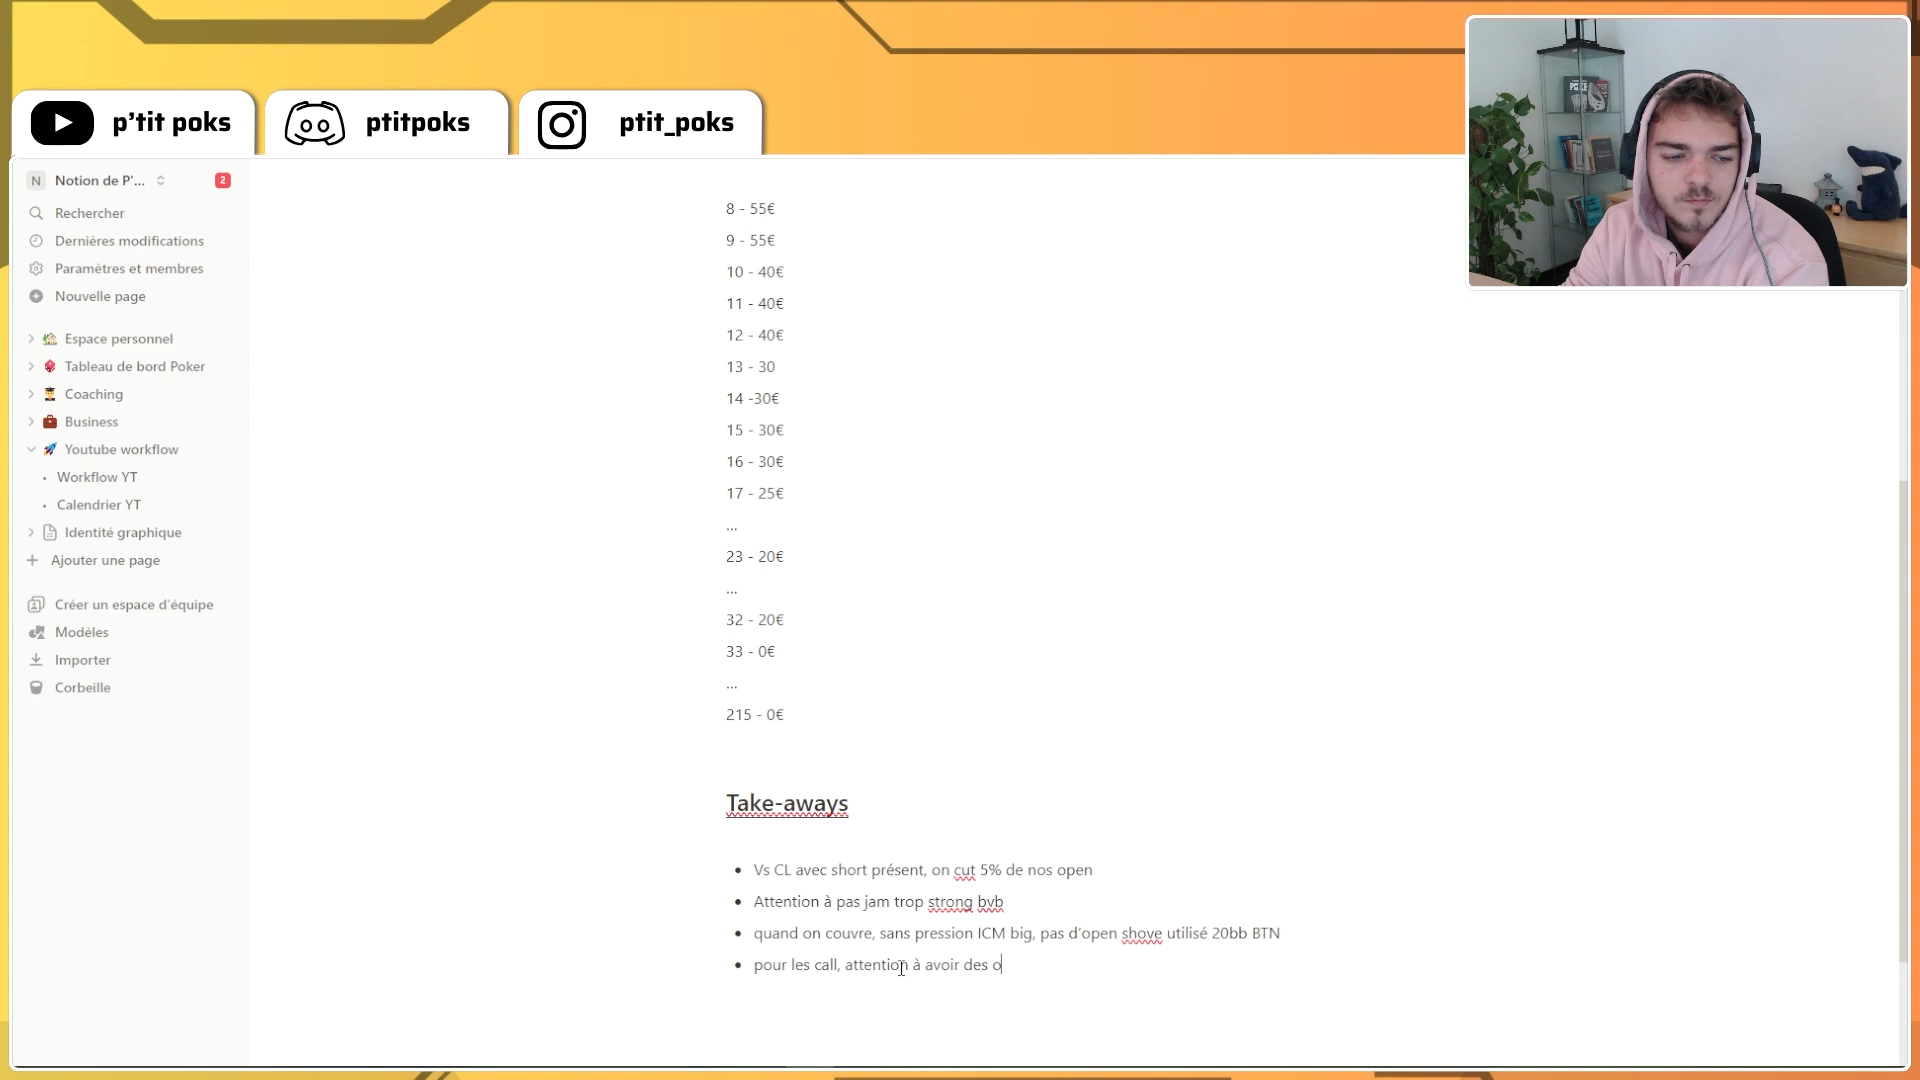 p'tit poks
ptitpoks
ptit_poks
N Notion de P'... 2
Rechercher
Dernières modifications
Paramètres et membres
Nouvelle page
Espace personnel
Tableau de bord Poker
Coaching
Business
Youtube workflow
Workflow YT
Calendrier YT
Identité graphique
Ajouter une page
Créer un espace d'équipe
Modèles
Importer
Corbeille
8 - 55€
9 - 55€
10 - 40€
11 - 40€
12 - 40€
13 - 30
14 -30€
15 - 30€
16 - 30€
17 - 25€
...
23 - 20€
...
32 - 20€
33 - 0€
...
215 - 0€
Take-aways
Vs CL avec short présent, on cut 5% de nos open
Attention à pas jam trop strong bvb
quand on couvre, sans pression ICM big, pas d'open shove utilisé 20bb BTN
pour les call, attention à avoir des o